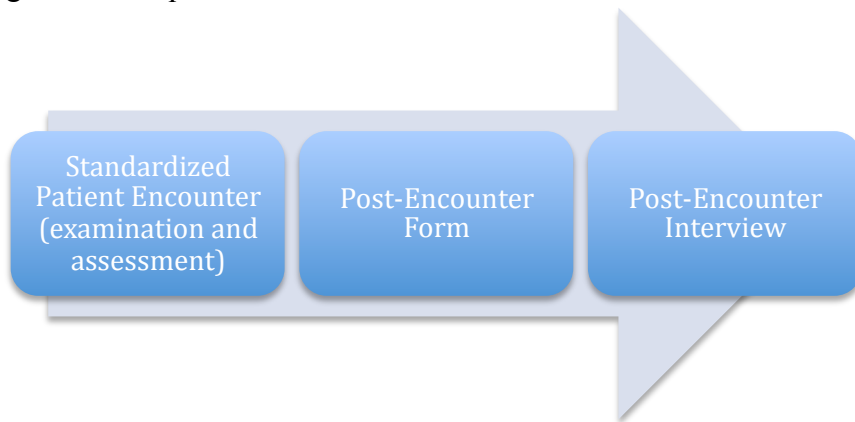 Standardized
Patient Encounter
(examination and
assessment)
Post-Encounter
Form
Post-Encounter
Interview